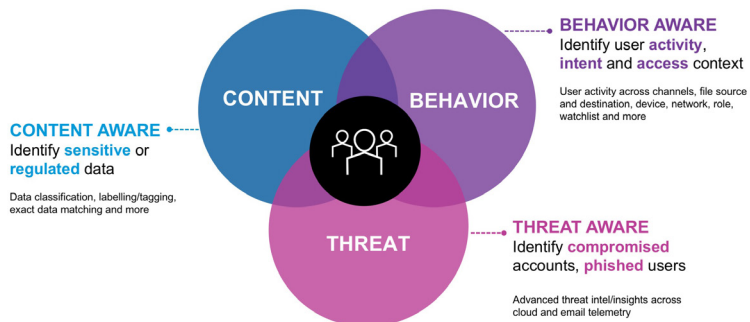 CONTENT
BEHAVIOR
THREAT
CONTENT AWARE
Identify sensitive or
regulated data
Data classification, labelling/tagging,
exact data matching and more
BEHAVIOR AWARE
Identify user activity,
intent and access context
User activity across channels, file source
and destination, device, network, role,
watchlist and more
THREAT AWARE
Identify compromised
accounts, phished users
Advanced threat intel/insights across
cloud and email telemetry